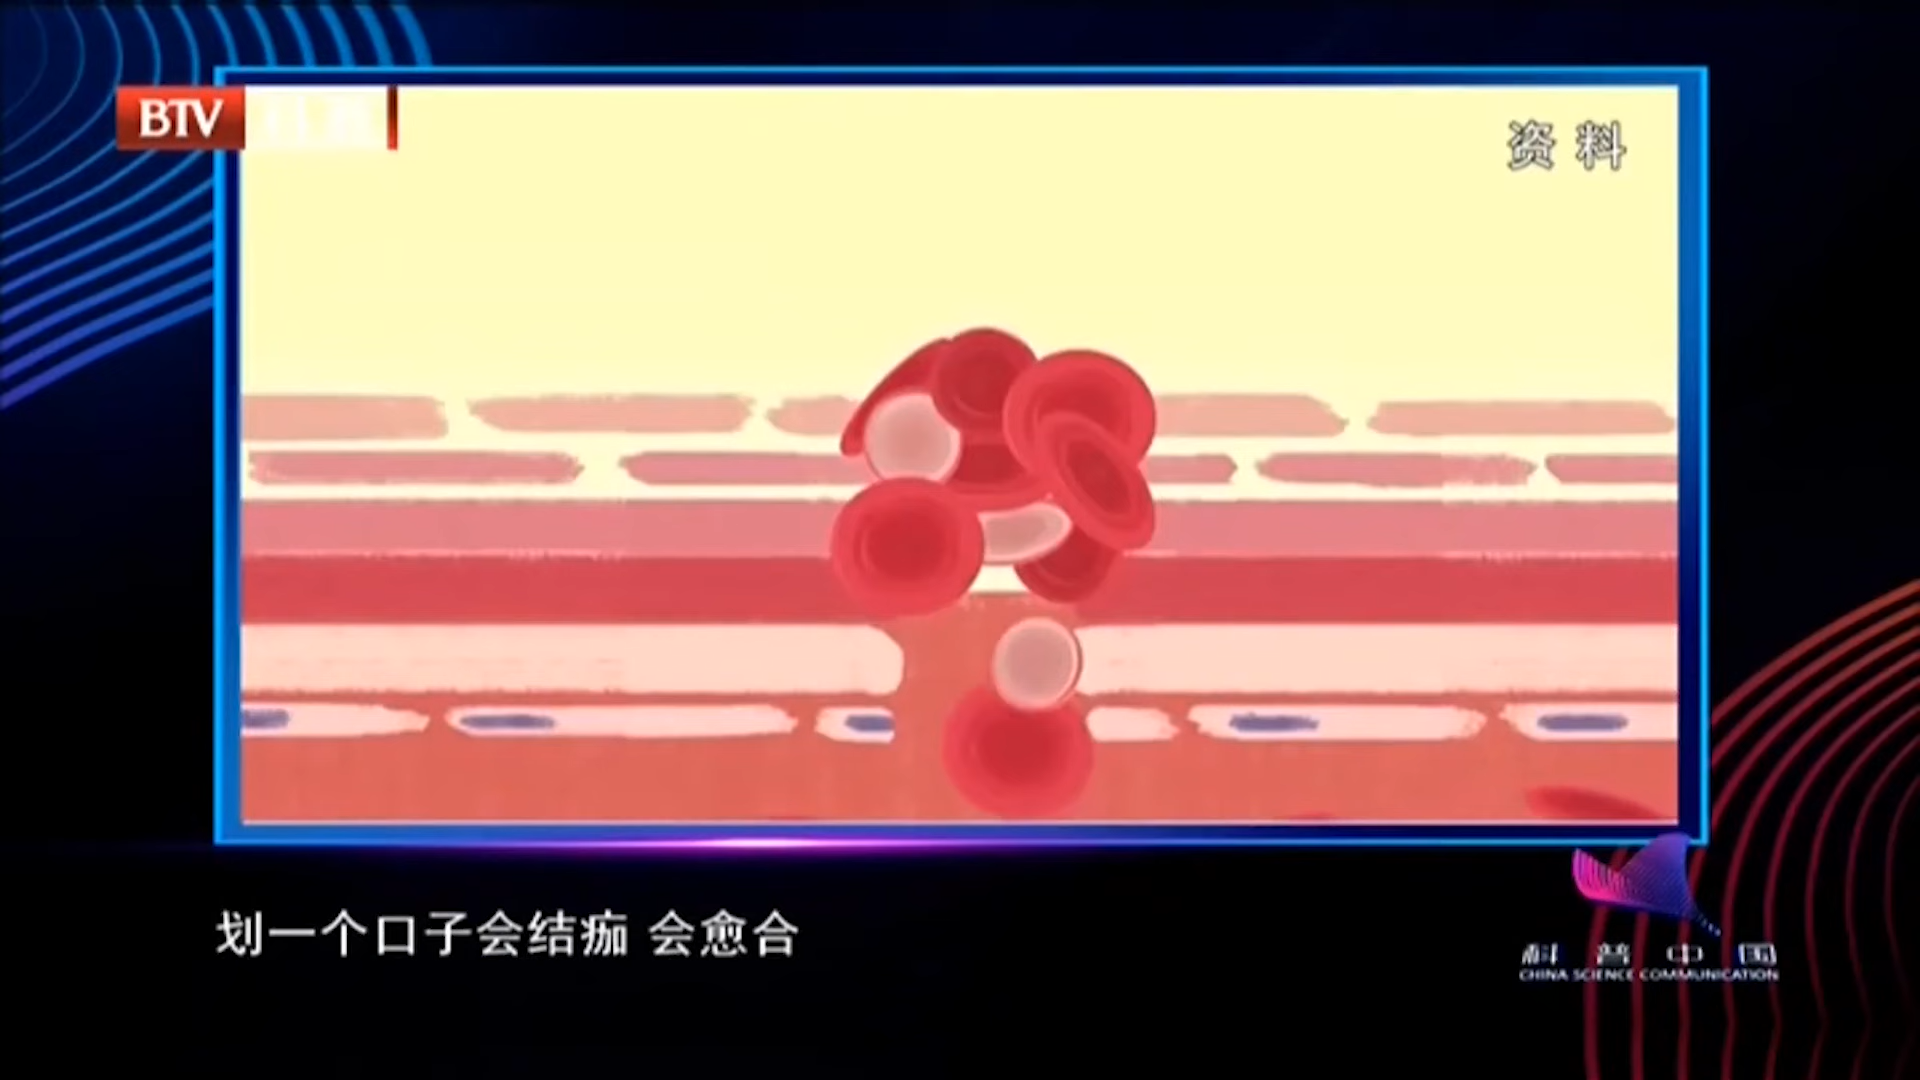 BTV
资料
划一个口子会结痂 会愈合
科普中国
CHINA SCIENCE COMMUNICATION